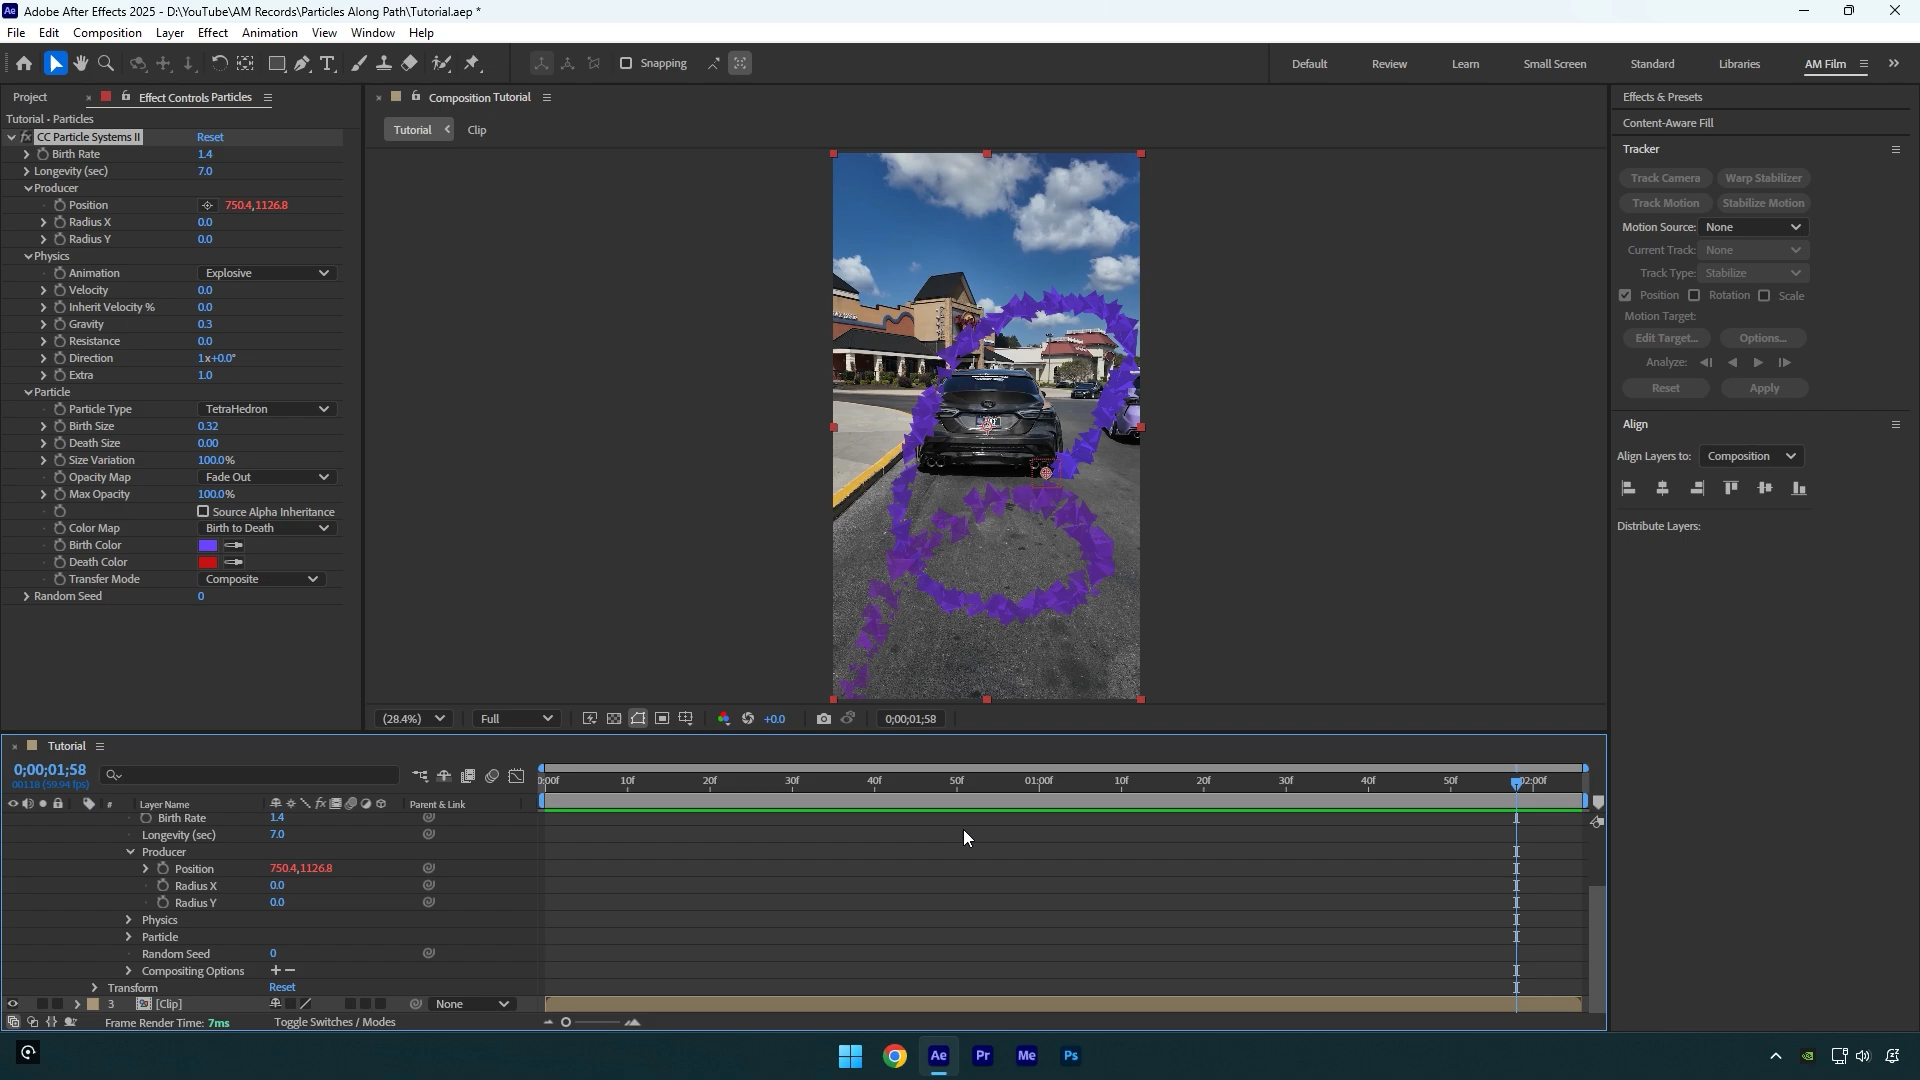 Adobe After Effects 2025 - D:\YouTube\AM Records\Particles Along Path\Tutorial.aep *
File Edit Composition Layer Effect Animation View Window Help
Snapping
Default Review Learn Small Screen Standard Libraries AM Film
Project
Effect Controls Particles
Tutorial - Particles
CC Particle Systems II Reset
Birth Rate 1.4
Longevity (sec) 7.0
Producer
Position 750.4,1126.8
Radius X 0.0
Radius Y 0.0
Physics
Animation Explosive
Velocity 0.0
Inherit Velocity % 0.0
Gravity 0.3
Resistance 0.0
Direction 1x+0.0°
Extra 1.0
Particle
Particle Type TetraHedron
Birth Size 0.32
Death Size 0.00
Size Variation 100.0%
Opacity Map Fade Out
Max Opacity 100.0%
Source Alpha Inheritance
Color Map Birth to Death
Birth Color
Death Color
Transfer Mode Composite
Random Seed 0
Composition Tutorial
Tutorial Clip
(28.4%) Full +0.0 0;00;01;58
Effects & Presets
Content-Aware Fill
Tracker
Track Camera Warp Stabilizer
Track Motion Stabilize Motion
Motion Source: None
Current Track: None
Track Type: Stabilize
Position Rotation Scale
Motion Target:
Edit Target... Options...
Analyze:
Reset Apply
Align
Align Layers to: Composition
Distribute Layers:
Tutorial
0;00;01;58
00118 (59.94 fps)
0:00f 10f 20f 30f 40f 50f 01:00f 10f 20f 30f 40f 50f 02:00f
# Layer Name Parent & Link
Birth Rate 1.4
Longevity (sec) 7.0
Producer
Position 750.4,1126.8
Radius X 0.0
Radius Y 0.0
Physics
Particle
Random Seed 0
Compositing Options
Transform Reset
3 [Clip] None
Frame Render Time: 7ms Toggle Switches / Modes
Ae Pr Me Ps